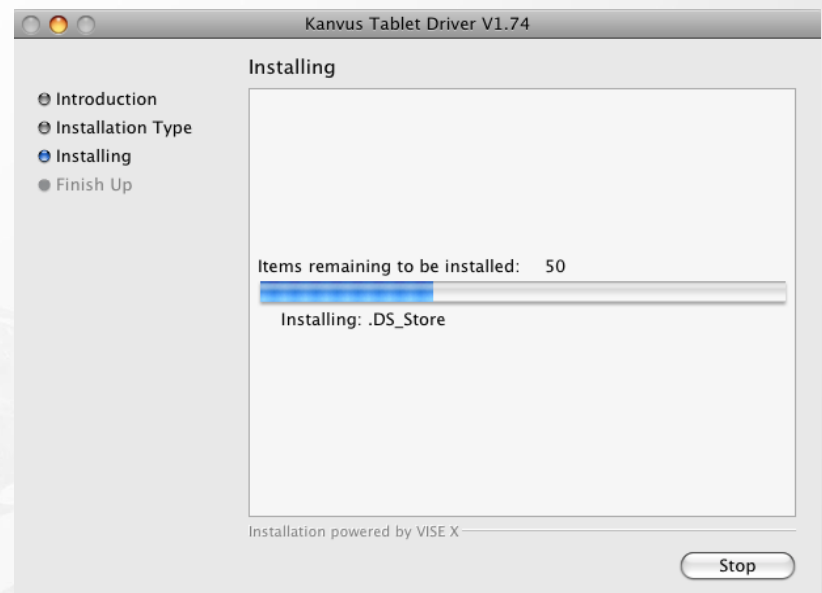 Kanvus Tablet Driver V1.74
Installing
Introduction
Installation Type
Installing
Finish Up
Items remaining to be installed: 50
Installing: .DS_Store
Installation powered by VISE X
Stop